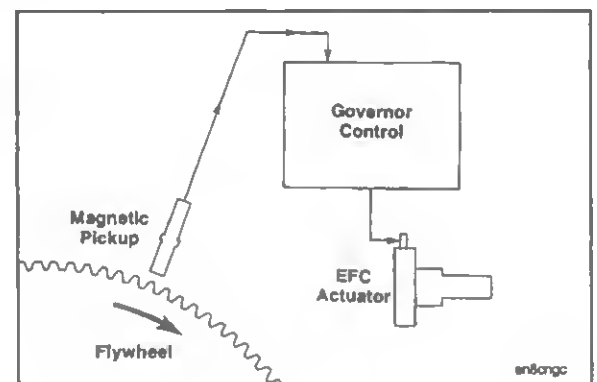 Governor
Control
Magnetic
Pickup
EFC
Actuator
Flywheel
en8cngc